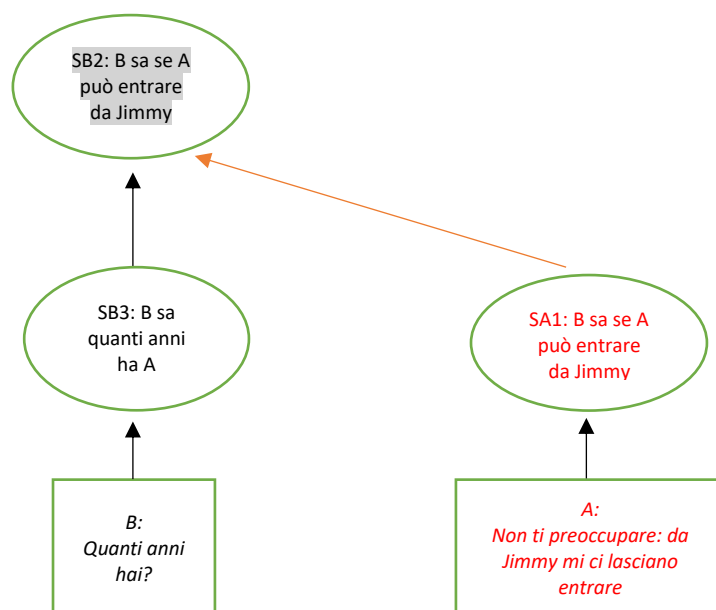 SB2: B sa se A
può entrare
da Jimmy
SB3: B sa
quanti anni
ha A
SA1: B sa se A
può entrare
da Jimmy
B:
Quanti anni
hai?
A:
Non ti preoccupare: da
Jimmy mi ci lasciano
entrare